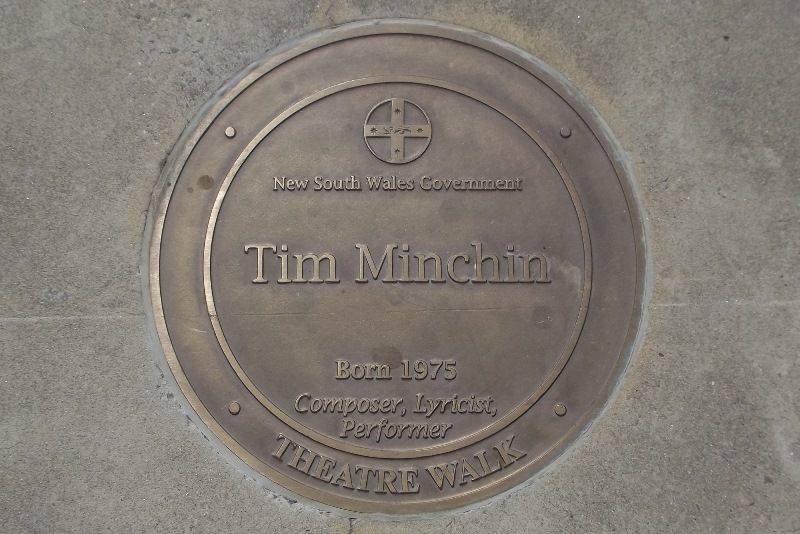 New South Wales Government
Tim Minchin
Born 1975
Composer, Lyricist,
Performer
THEATRE WALK